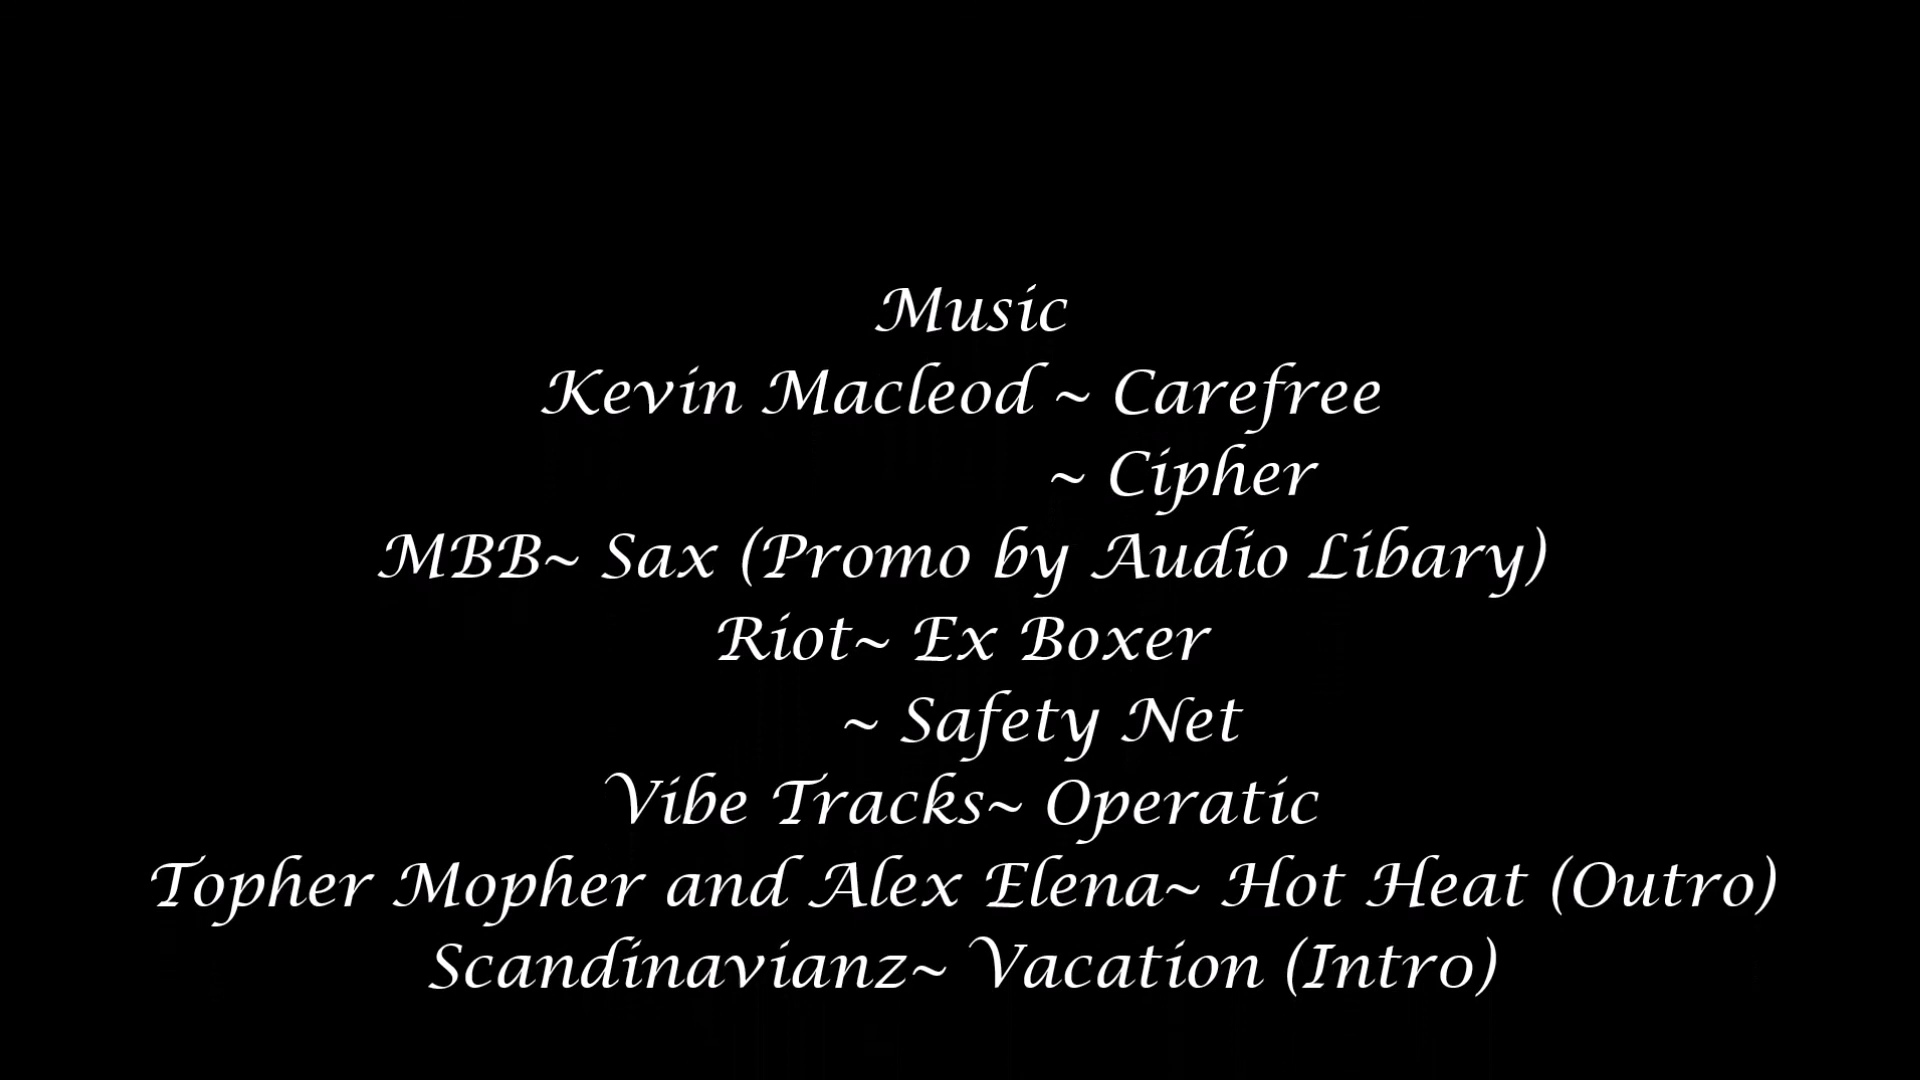 Music
Kevin Macleod ~ Carefree
~ Cipher
MBB~ Sax (Promo by Audio Libary)
Riot~ Ex Boxer
~ Safety Net
Vibe Tracks~ Operatic
Topher Mopher and Alex Elena~ Hot Heat (Outro)
Scandinavianz~ Vacation (Intro)